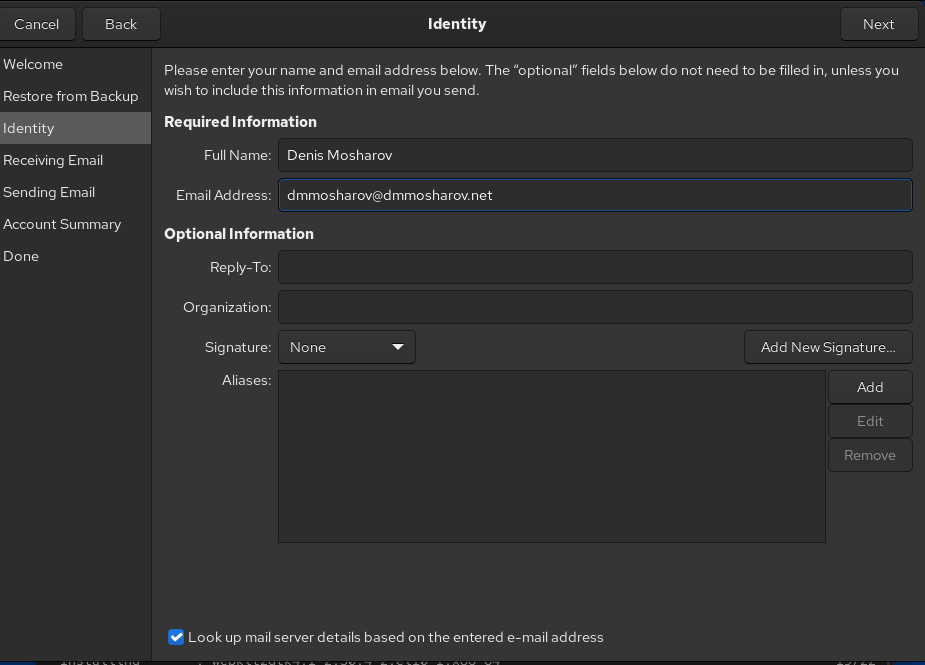 Cancel Back Identity Next
Welcome
Restore from Backup
Identity
Receiving Email
Sending Email
Account Summary
Done
Please enter your name and email address below. The “optional” fields below do not need to be filled in, unless you
wish to include this information in email you send.
Required Information
Full Name: Denis Mosharov
Email Address: dmmosharov@dmmosharov.net
Optional Information
Reply-To:
Organization:
Signature: None Add New Signature...
Aliases: Add
Edit
Remove
Look up mail server details based on the entered e-mail address